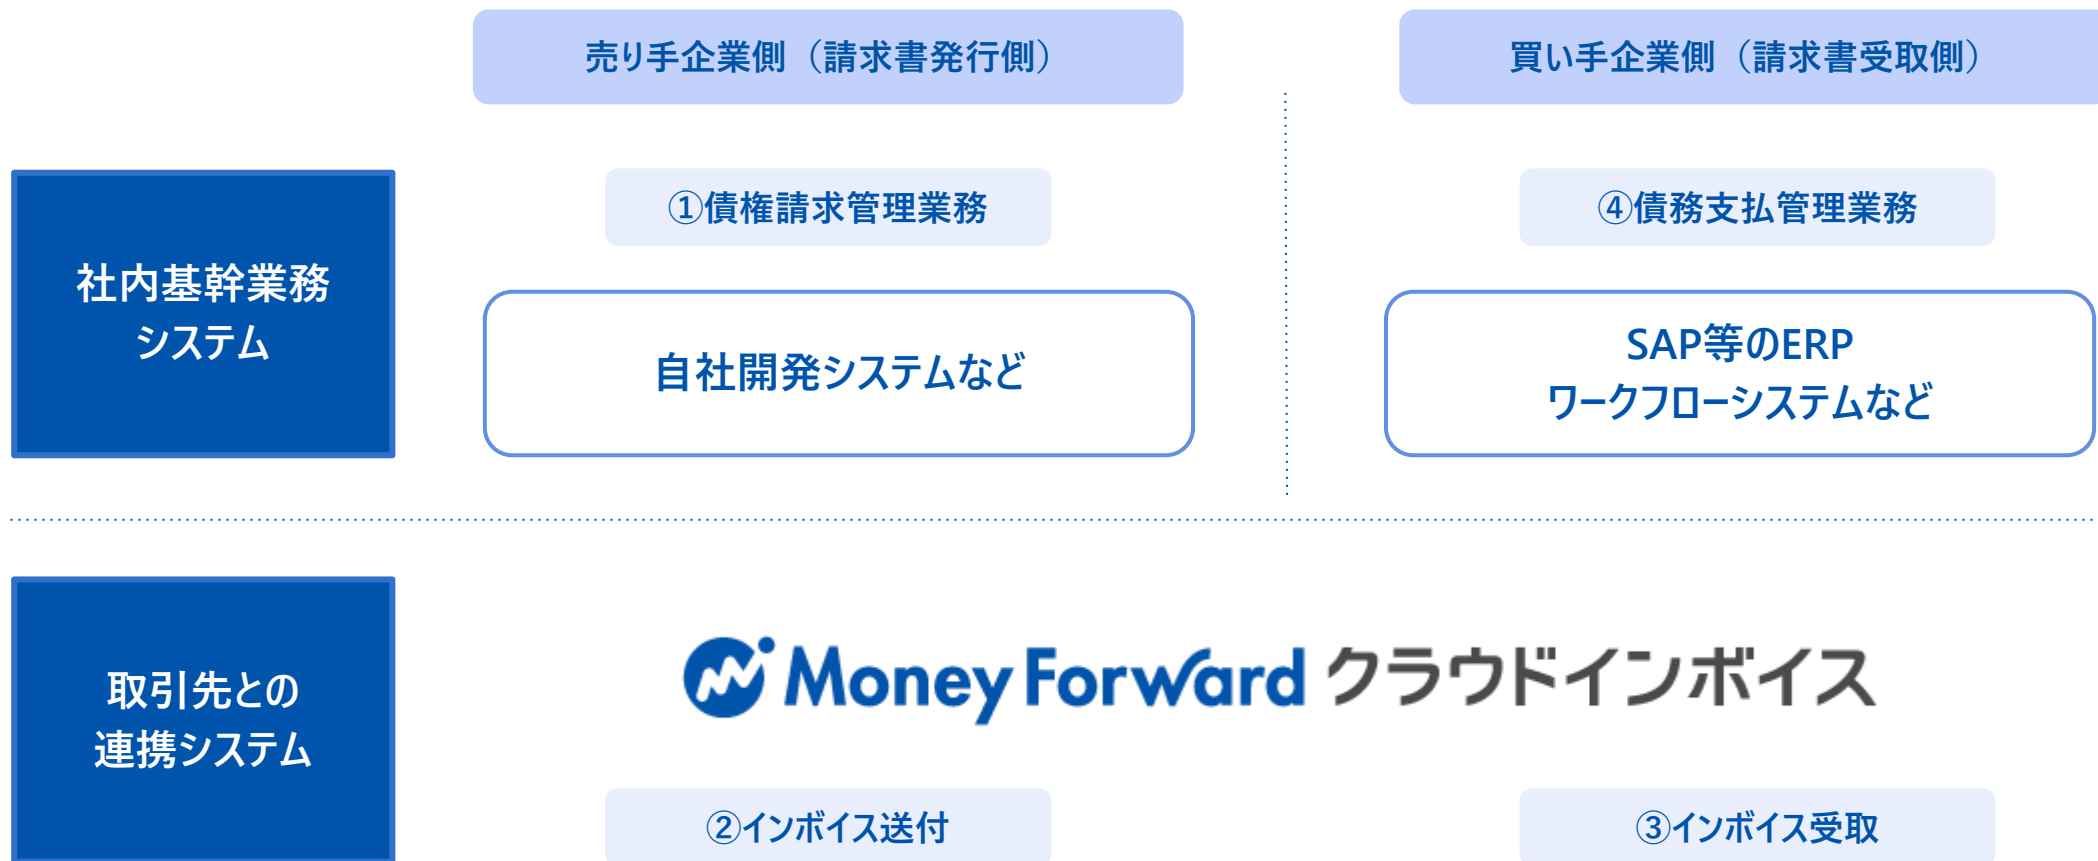 売り手企業側（請求書発行側）
買い手企業側（請求書受取側）
社内基幹業務
システム
①債権請求管理業務
自社開発システムなど
④債務支払管理業務
SAP等のERP
ワークフローシステムなど
取引先との
連携システム
Money Forward クラウドインボイス
②インボイス送付
③インボイス受取